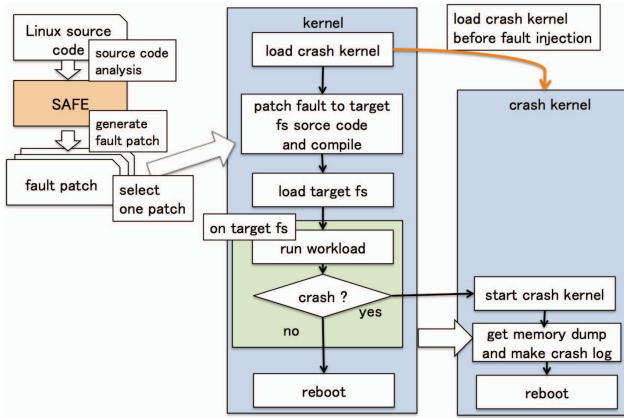 Linux source
code
source code
analysis
SAFE
generate
fault patch
fault patch
select
one patch
kernel
load crash kernel
patch fault to target
fs sorce code
and compile
load target fs
on target fs
run workload
crash ?
yes
no
reboot
load crash kernel
before fault injection
crash kernel
start crash kernel
get memory dump
and make crash log
reboot